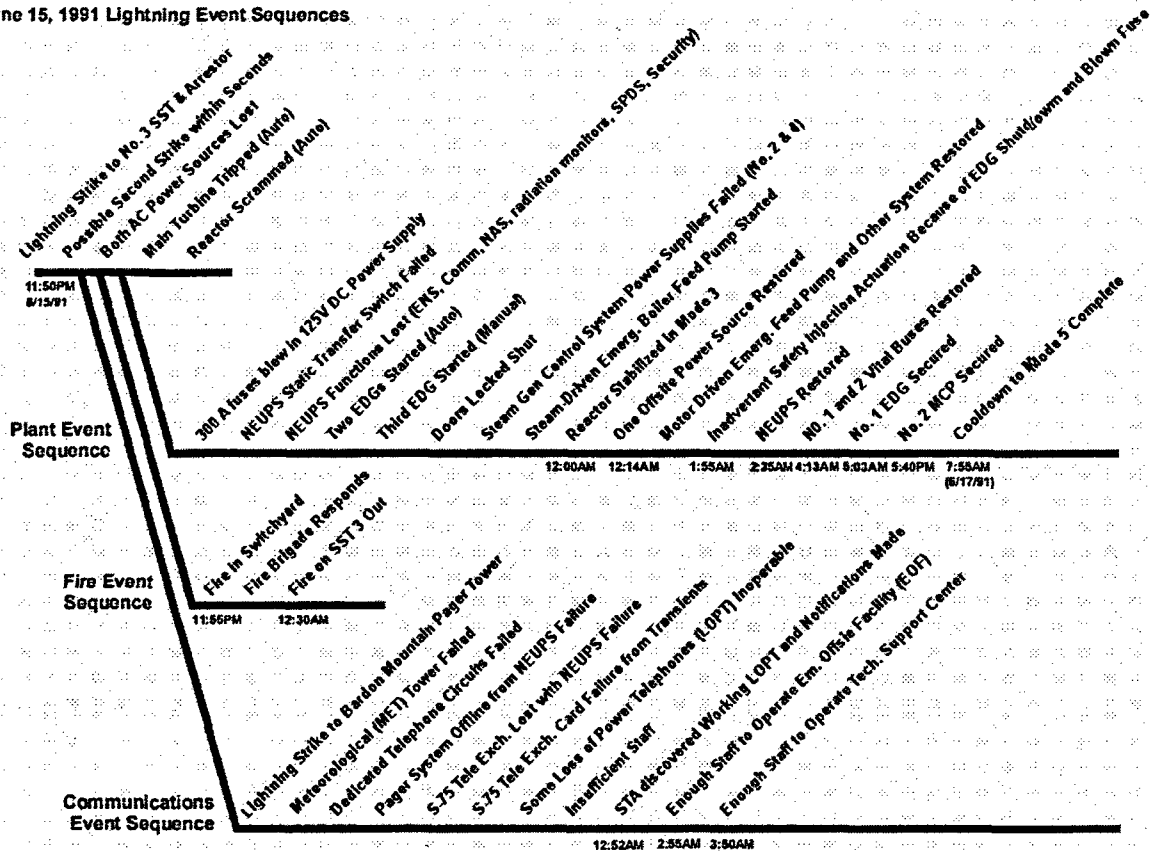 ne 15, 1991 Lightning Event Sequences
Lightning Strike to No. 3 SST & Arrestor
Possible Second Strike within Seconds
Both AC Power Sources Lost
Main Turbine Tripped (Auto)
Reactor Scrammed (Auto)
11:50PM
6/15/91
Plant Event
Sequence
300 A fuses blew in 125V DC Power Supply
NEUPS Static Transfer Switch Failed
NEUPS Functions Lost (ENS, Comm, NAS, radiation monitors, SPDS, Security)
Two EDGs Started (Auto)
Third EDG Started (Manual)
Doors Locked Shut
Steam Gen Control System Power Supplies Failed (No. 2 & 4)
Steam-Driven Emerg. Boiler Feed Pump Started
Reactor Stabilized In Mode 3
One Offsite Power Source Restored
Motor Driven Emerg. Feed Pump and Other System Restored
Inadvertent Safety Injection Actuation Because of EDG Shutdown and Blown Fuse
NEUPS Restored
NO. 1 and 2 Vital Buses Restored
No. 1 EDG Secured
No. 2 MCP Secured
Cooldown to Mode 5 Complete
12:00AM 12:14AM 1:55AM 2:25AM 4:13AM 5:03AM 5:40PM 7:55AM
(6/17/91)
Fire Event
Sequence
Fire in Switchyard
Fire Brigade Responds
Fire on SST 3 Out
11:55PM 12:30AM
Communications
Event Sequence
Lightning Strike to Bardon Mountain Pager Tower
Meteorological (MET) Tower Failed
Dedicated Telephone Circuits Failed
Pager System Offline from NEUPS Failure
S.75 Tele Exch. Lost with NEUPS Failure
S.75 Tele Exch. Card Failure from Transients
Some Loss of Power Telephones (LOPT) Inoperable
Insufficient Staff
STA discovered Working LOPT and Notifications Made
Enough Staff to Operate Em. Offsie Facility (EOF)
Enough Staff to Operate Tech. Support Center
12:52AM 2:55AM 3:50AM